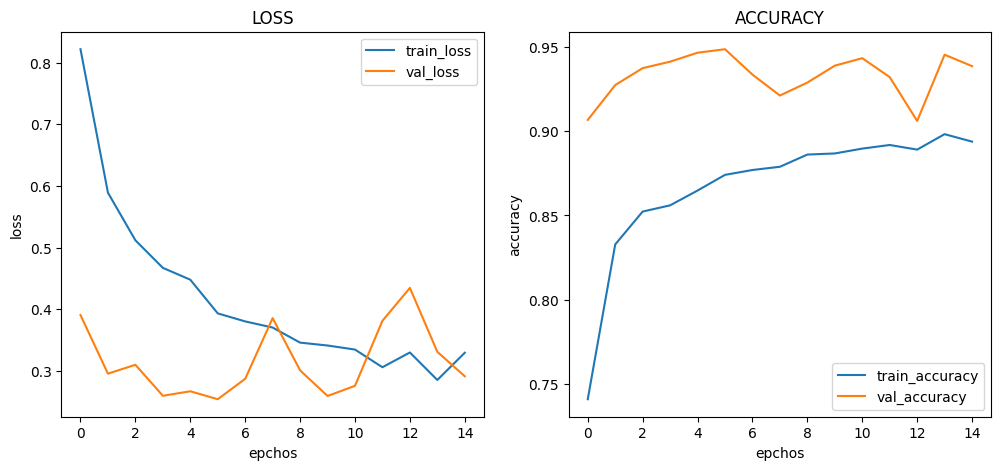 LOSS
train_loss
val_loss
0.8
0.7
0.6
0.5
0.4
0.3
loss
0 2 4 6 8 10 12 14
epchos
ACCURACY
0.95
0.90
0.85
0.80
0.75
accuracy
train_accuracy
val_accuracy
0 2 4 6 8 10 12 14
epchos